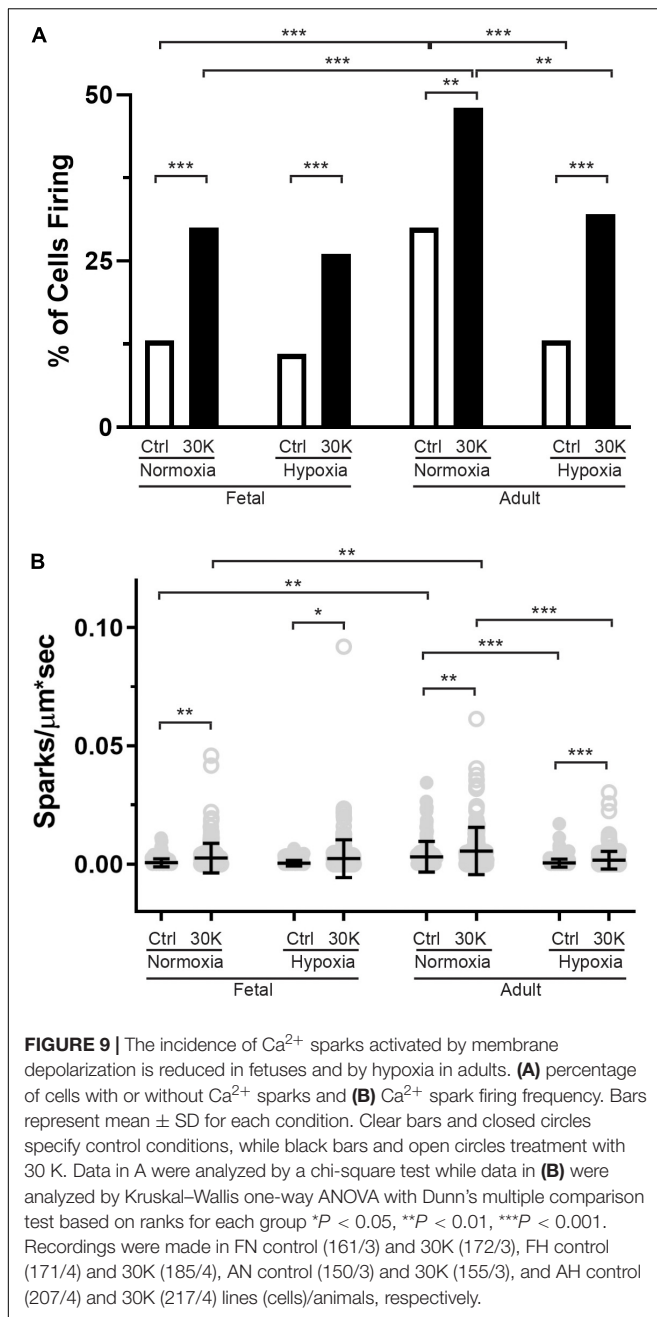 A
*** ***
*** **
**
*** *** ***
50
25
0
% of Cells Firing
Ctrl 30K Ctrl 30K Ctrl 30K Ctrl 30K
Normoxia Hypoxia Normoxia Hypoxia
Fetal Adult
B
**
**
* ***
***
** ** ***
0.10
0.05
0.00
Sparks/μm*sec
Ctrl 30K Ctrl 30K Ctrl 30K Ctrl 30K
Normoxia Hypoxia Normoxia Hypoxia
Fetal Adult
FIGURE 9 | The incidence of Ca2+ sparks activated by membrane
depolarization is reduced in fetuses and by hypoxia in adults. (A) percentage
of cells with or without Ca2+ sparks and (B) Ca2+ spark firing frequency. Bars
represent mean ± SD for each condition. Clear bars and closed circles
specify control conditions, while black bars and open circles treatment with
30 K. Data in A were analyzed by a chi-square test while data in (B) were
analyzed by Kruskal–Wallis one-way ANOVA with Dunn's multiple comparison
test based on ranks for each group *P < 0.05, **P < 0.01, ***P < 0.001.
Recordings were made in FN control (161/3) and 30K (172/3), FH control
(171/4) and 30K (185/4), AN control (150/3) and 30K (155/3), and AH control
(207/4) and 30K (217/4) lines (cells)/animals, respectively.